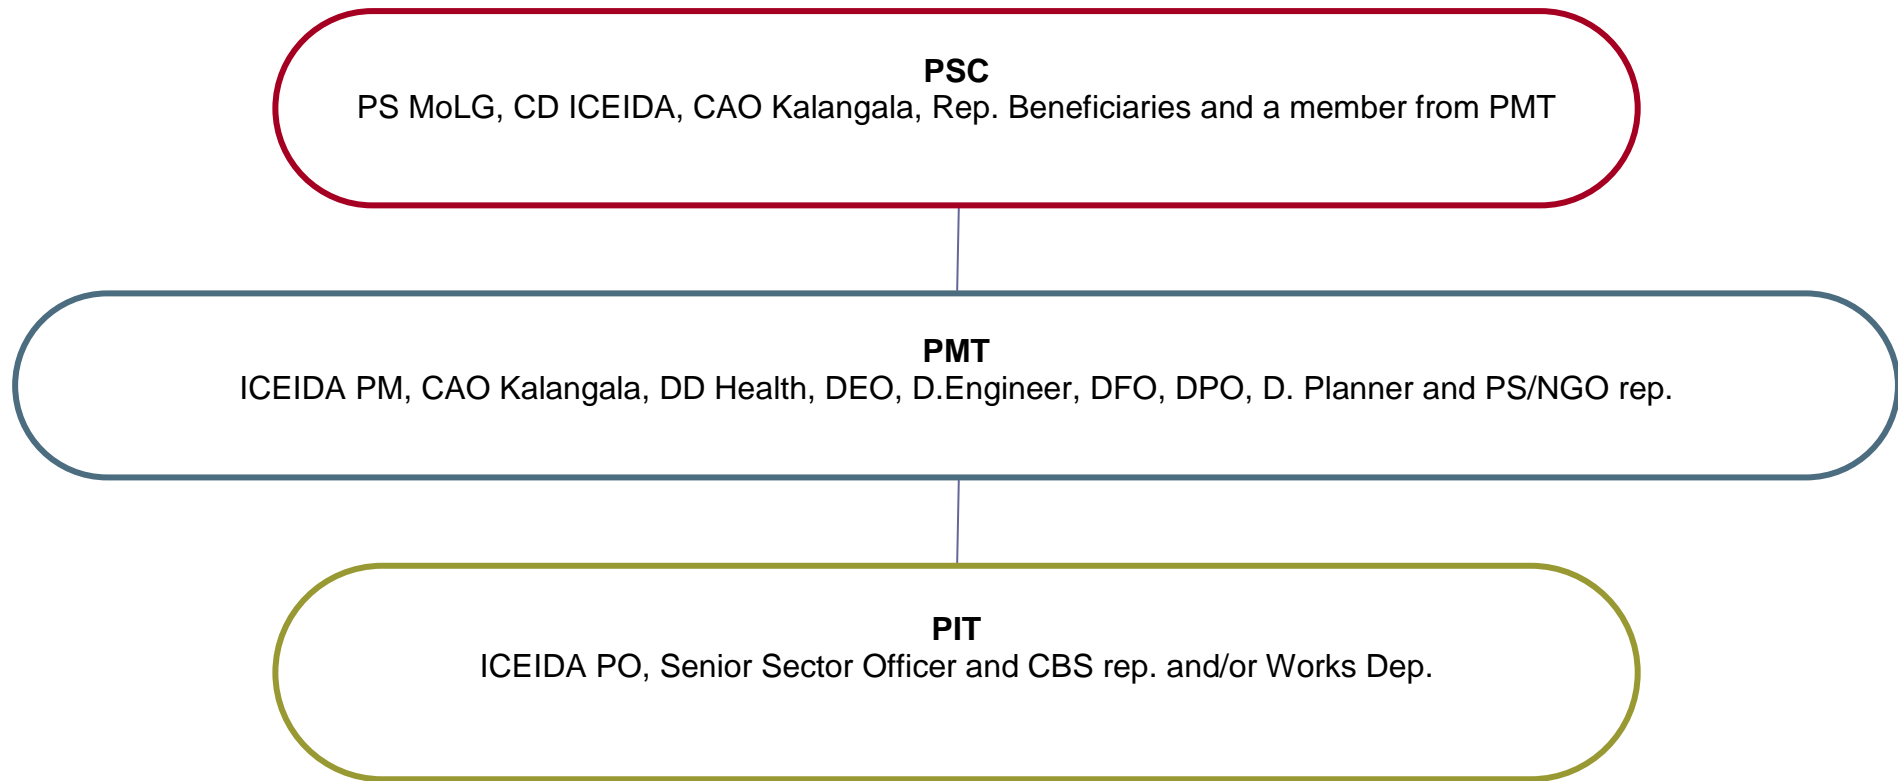 PSC
PS MoLG, CD ICEIDA, CAO Kalangala, Rep. Beneficiaries and a member from PMT
PMT
ICEIDA PM, CAO Kalangala, DD Health, DEO, D.Engineer, DFO, DPO, D. Planner and PS/NGO rep.
PIT
ICEIDA PO, Senior Sector Officer and CBS rep. and/or Works Dep.